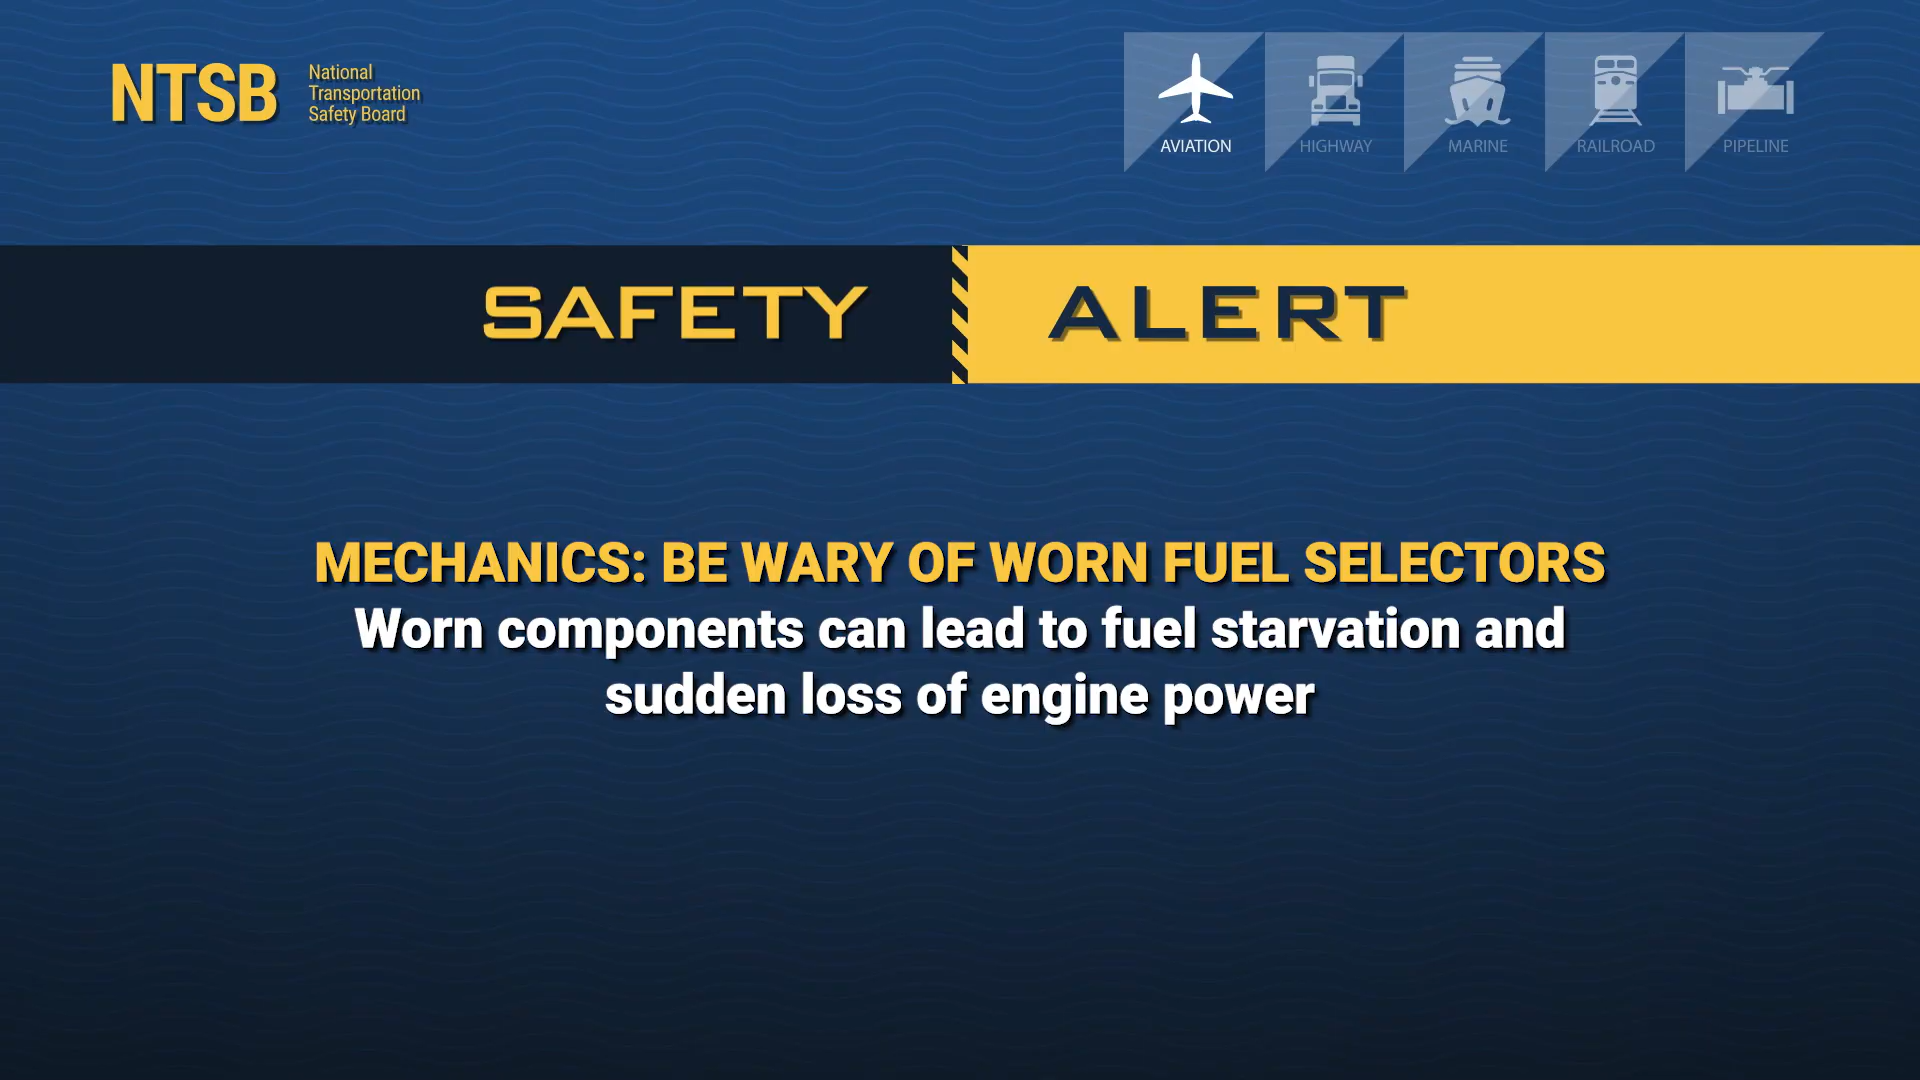 NTSB
National
Transportation
Safety Board
AVIATION
HIGHWAY
MARINE
RAILROAD
PIPELINE
SAFETY
ALERT
MECHANICS: BE WARY OF WORN FUEL SELECTORS
Worn components can lead to fuel starvation and
sudden loss of engine power